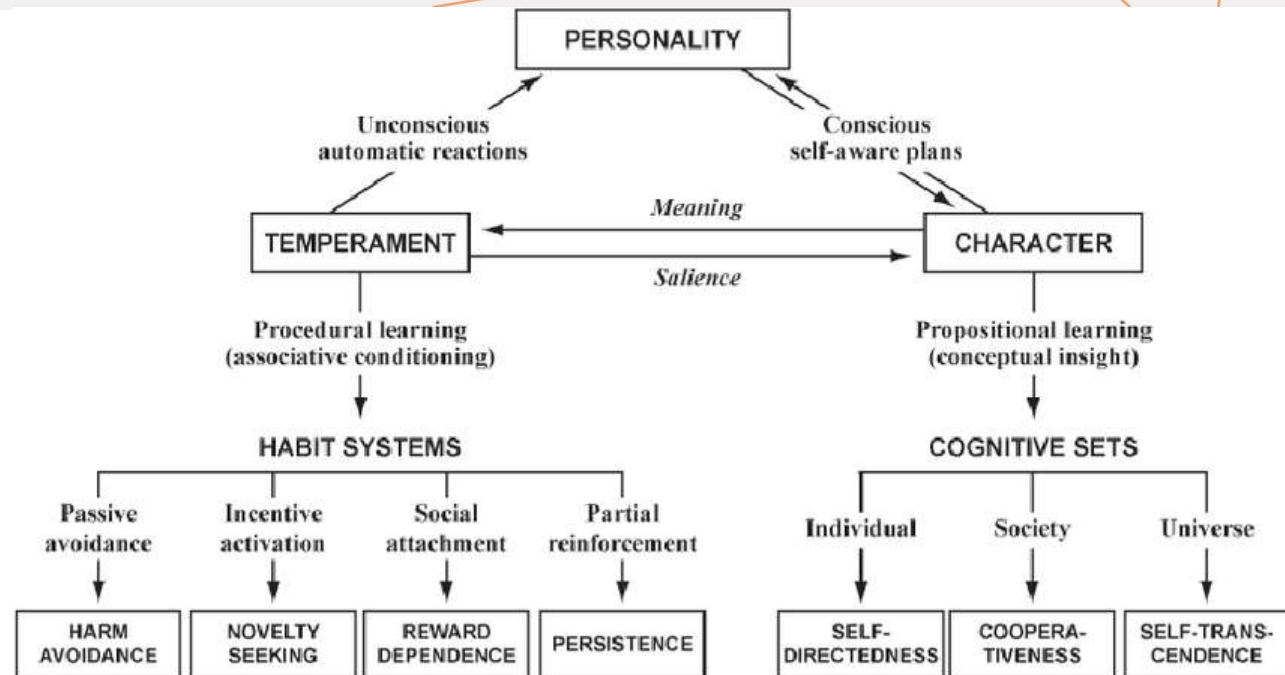 PERSONALITY
Unconscious
automatic reactions
Conscious
self-aware plans
Meaning
TEMPERAMENT
CHARACTER
Salience
Procedural learning
(associative conditioning)
Propositional learning
(conceptual insight)
HABIT SYSTEMS
COGNITIVE SETS
Passive
avoidance
Incentive
activation
Social
attachment
Partial
reinforcement
Individual
Society
Universe
HARM
AVOIDANCE
NOVELTY
SEEKING
REWARD
DEPENDENCE
PERSISTENCE
SELF-
DIRECTEDNESS
COOPERA-
TIVENESS
SELF-TRANS-
CENDENCE